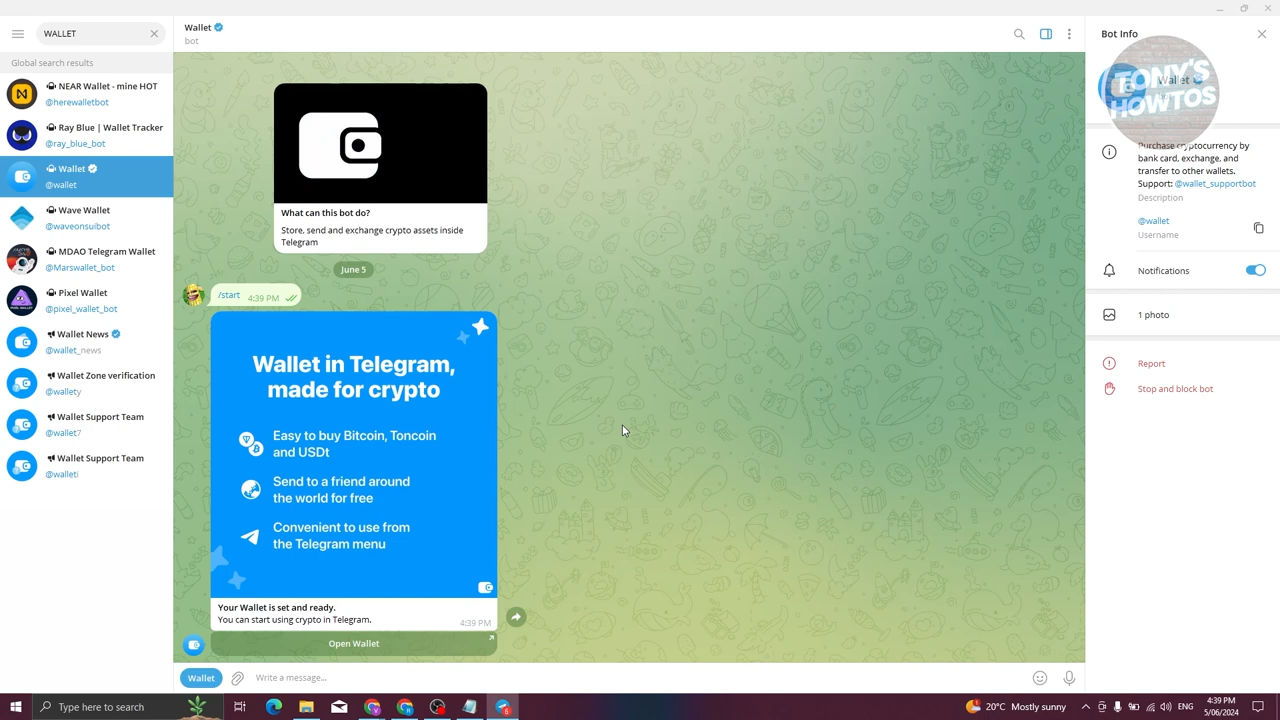 WALLET
Global search results
NEAR Wallet - mine HOT
@herewalletbot
Ray Blue | Wallet Tracker
@ray_blue_bot
Wallet
@wallet
Wave Wallet
@waveonsuibot
MDAO Telegram Wallet
@Marswallet_bot
Pixel Wallet
@pixel_wallet_bot
Wallet News
@wallet_news
Wallet Zone verification
@wallety
Wallet Support Team
@wallet7
Wallet Support Team
@walleti
Wallet
bot
What can this bot do?
Store, send and exchange crypto assets inside
Telegram
June 5
/start 4:39 PM
Wallet in Telegram,
made for crypto
Easy to buy Bitcoin, Toncoin
and USDt
Send to a friend around
the world for free
Convenient to use from
the Telegram menu
Your Wallet is set and ready.
You can start using crypto in Telegram.
4:39 PM
Open Wallet
Wallet
Write a message...
Bot Info
Wallet
TONY'S
HOWTOS
Purchase cryptocurrency by
bank card, exchange, and
transfer to other wallets.
Support: @wallet_supportbot
Description
@wallet
Username
Notifications
1 photo
Report
Stop and block bot
Type here to search
20°C Mostly sunny
ENG
4:39 PM
5/06/2024